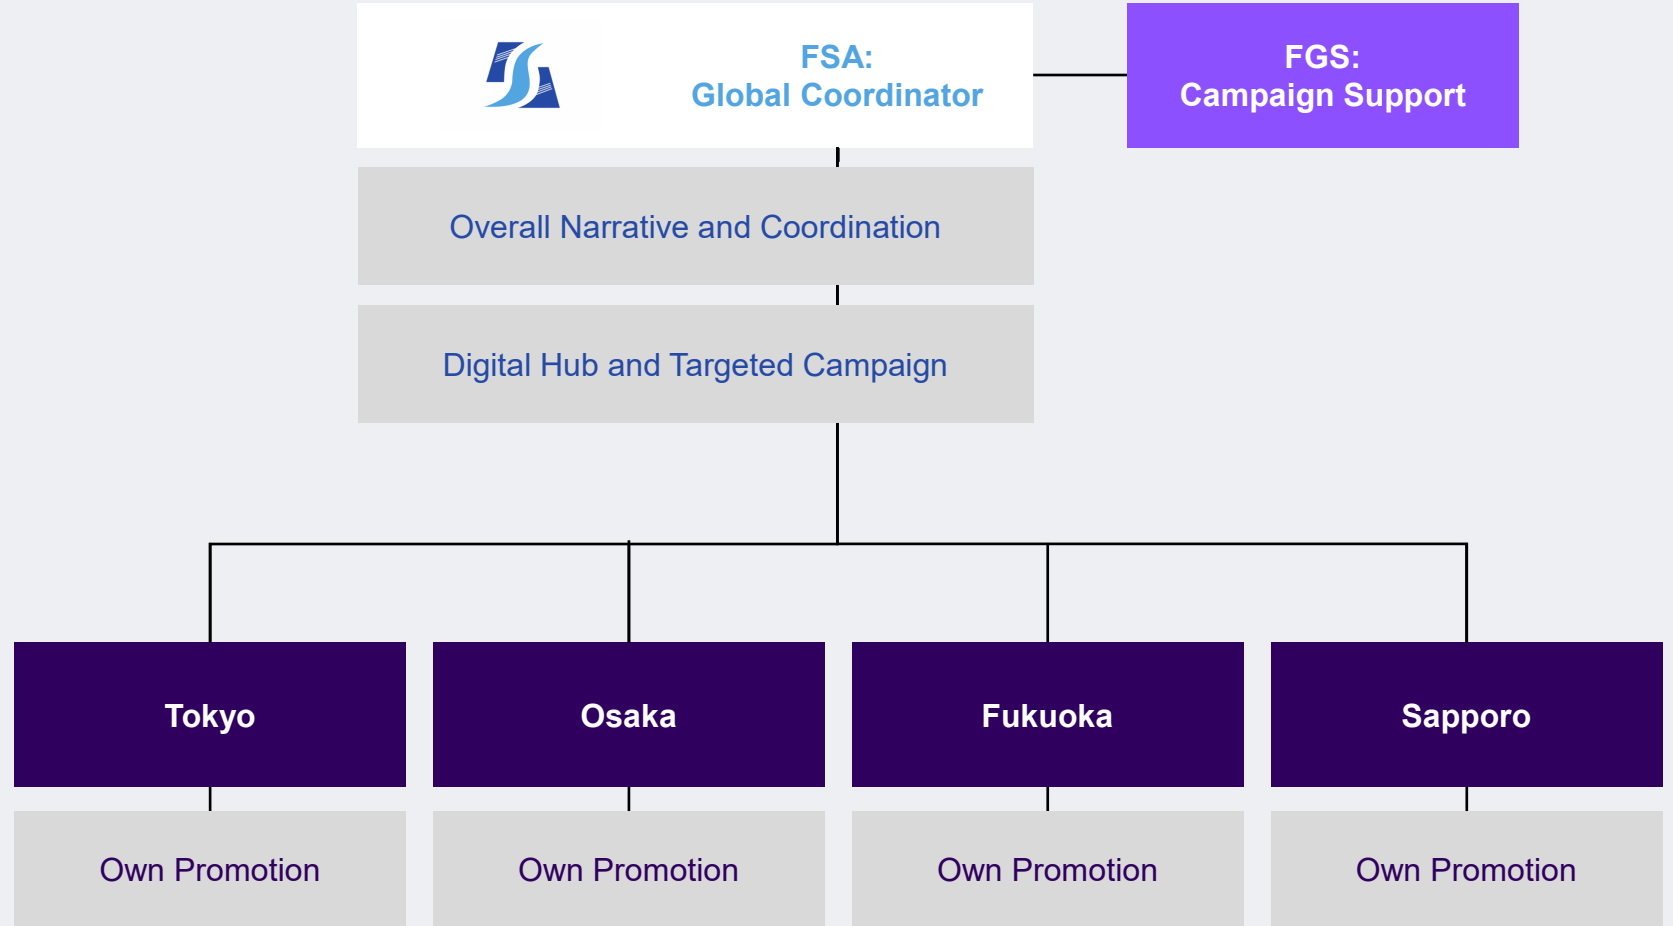 FSA:
Global Coordinator
FGS:
Campaign Support
Overall Narrative and Coordination
Digital Hub and Targeted Campaign
Tokyo
Osaka
Fukuoka
Sapporo
Own Promotion
Own Promotion
Own Promotion
Own Promotion